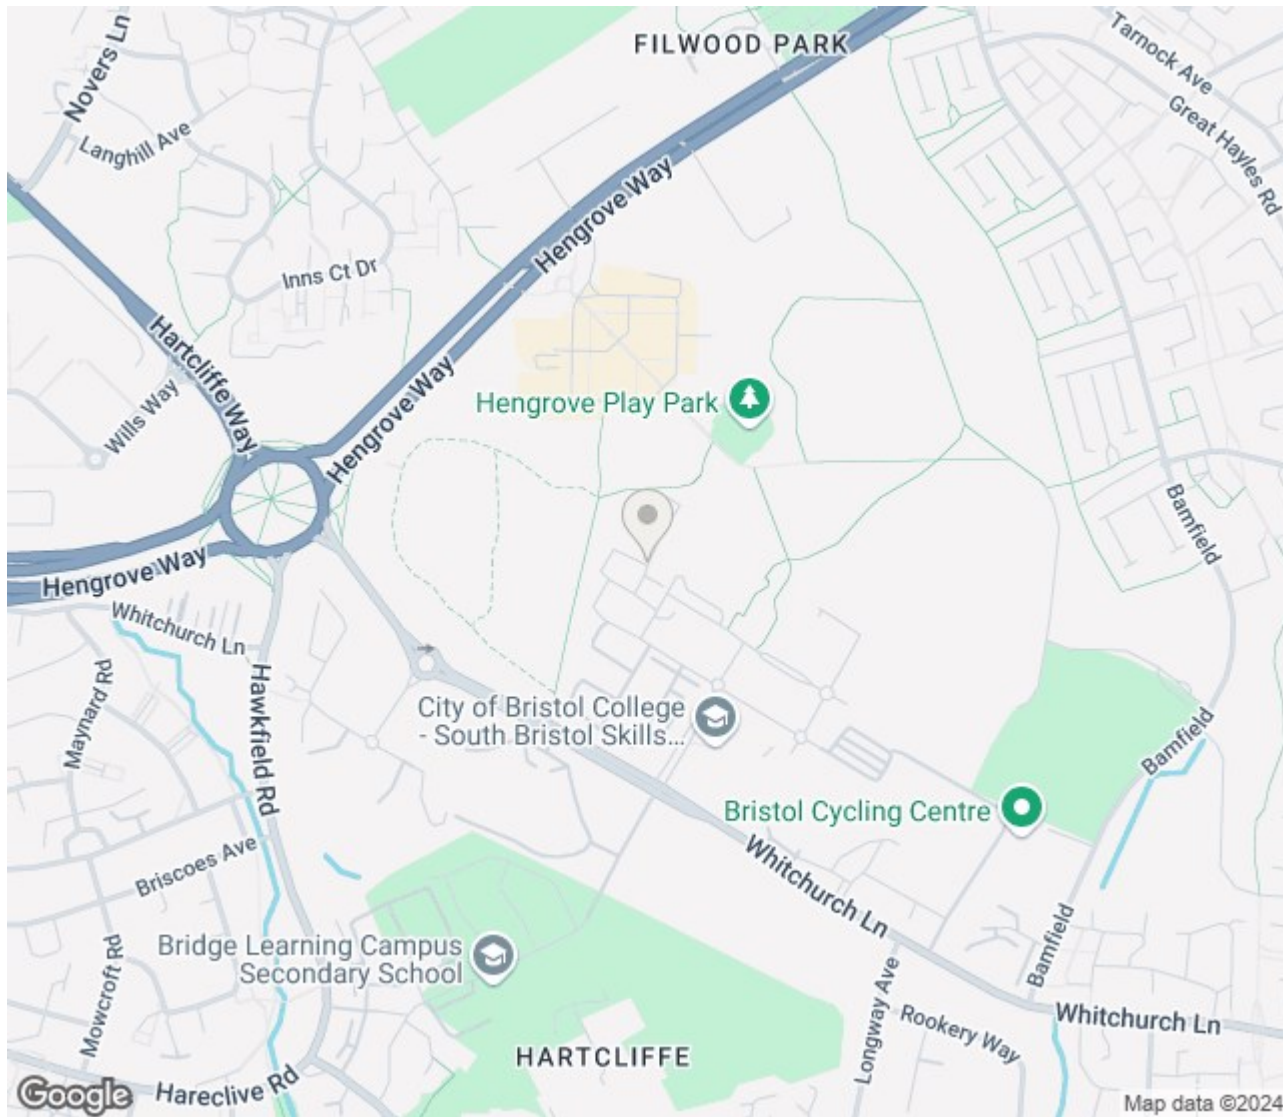 FILWOOD PARK
Tarnock Ave
Novers Ln
Langhill Ave
Great Hayles Rd
Hengrove Way
Inns Ct Dr
Hartcliffe Way
Hengrove Way
Wills Way
Hengrove Play Park
Bamfield
Hengrove Way
Whitchurch Ln
Maynard Rd
Hawkfield Rd
City of Bristol College
- South Bristol Skills...
Bamfield
Bristol Cycling Centre
Briscoes Ave
Whitchurch Ln
Bridge Learning Campus
Secondary School
Mowcroft Rd
Bamfield
Longway Ave
Rookery Way
Whitchurch Ln
HARTCLIFFE
Hareclive Rd
Google
Map data ©2024